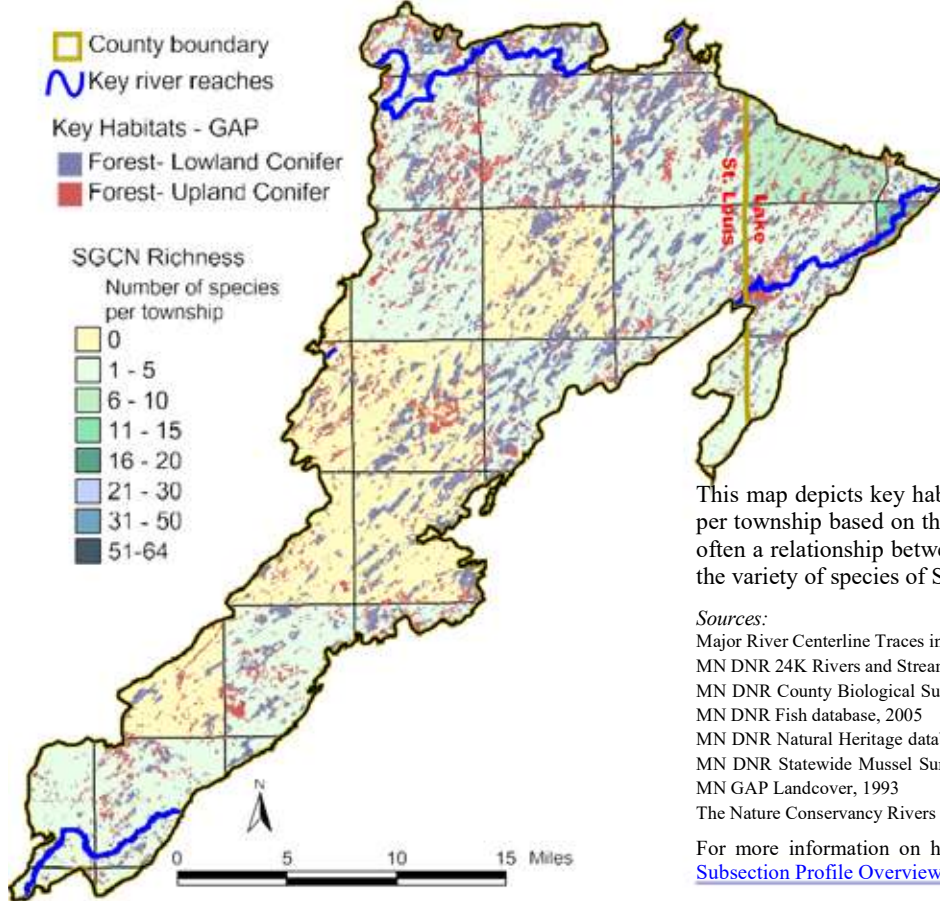 County boundary
Key river reaches
Key Habitats - GAP
Forest- Lowland Conifer
Forest- Upland Conifer
SGCN Richness
Number of species
per township
0
1 - 5
6 - 10
11 - 15
16 - 20
21 - 30
31 - 50
51-64
St. Louis
Lake
N
0 5 10 15 Miles
This map depicts key hab
per township based on th
often a relationship betwe
the variety of species of S
Sources:
Major River Centerline Traces in
MN DNR 24K Rivers and Stream
MN DNR County Biological Su
MN DNR Fish database, 2005
MN DNR Natural Heritage datab
MN DNR Statewide Mussel Sur
MN GAP Landcover, 1993
The Nature Conservancy Rivers
For more information on h
Subsection Profile Overview